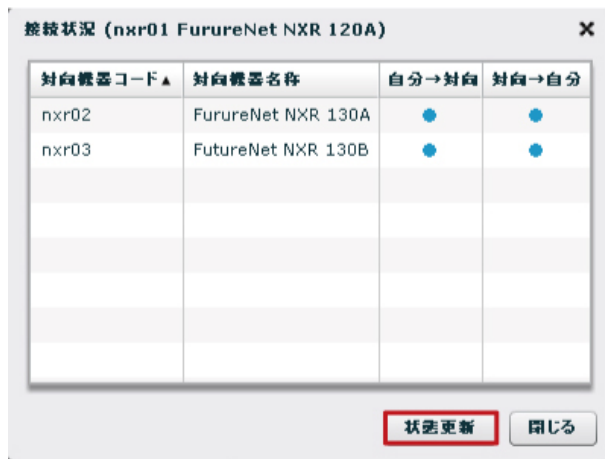 接続状況 (nxr01 FurureNet NXR 120A)
対向機器コード▲ 対向機器名称 自分→対向 対向→自分
nxr02 FurureNet NXR 130A ● ●
nxr03 FutureNet NXR 130B ● ●
状態更新 閉じる